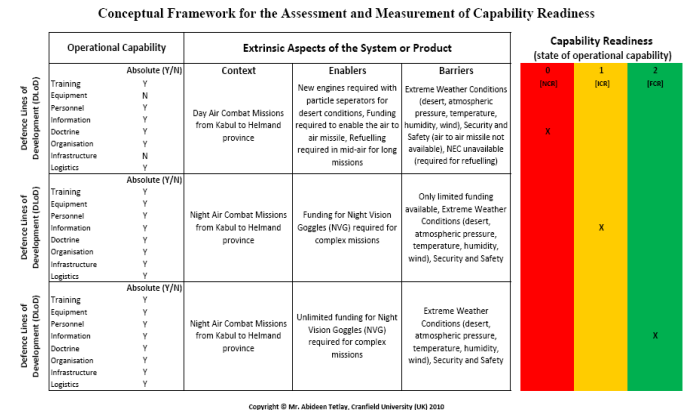 Conceptual Framework for the Assessment and Measurement of Capability Readiness
Operational Capability
Extrinsic Aspects of the System or Product
Capability Readiness
(state of operational capability)
Absolute (Y/N)
Context
Enablers
Barriers
0
[NCR]
1
[ICR]
2
[FCR]
Defence Lines of
Development (DLoD)
Training Y
Equipment N
Personnel Y
Information Y
Doctrine Y
Organisation Y
Infrastructure N
Logistics Y
Day Air Combat Missions
from Kabul to Helmand
province
New engines required with
particle seperators for
desert conditions, Funding
required to enable the air to
air missile, Refuelling
required in mid-air for long
missions
Extreme Weather Conditions
(desert, atmospheric
pressure, temperature,
humidity, wind), Security and
Safety (air to air missile not
available), NEC unavailable
(required for refuelling)
X
Defence Lines of
Development (DLoD)
Absolute (Y/N)
Training Y
Equipment Y
Personnel Y
Information Y
Doctrine Y
Organisation Y
Infrastructure Y
Logistics Y
Night Air Combat Missions
from Kabul to Helmand
province
Funding for Night Vision
Goggles (NVG) required for
complex missions
Only limited funding
available, Extreme Weather
Conditions (desert,
atmospheric pressure,
temperature, humidity,
wind), Security and Safety
X
Defence Lines of
Development (DLoD)
Absolute (Y/N)
Training Y
Equipment Y
Personnel Y
Information Y
Doctrine Y
Organisation Y
Infrastructure Y
Logistics Y
Night Air Combat Missions
from Kabul to Helmand
province
Unlimited funding for Night
Vision Goggles (NVG)
required for complex
missions
Extreme Weather
Conditions (desert,
atmospheric pressure,
temperature, humidity,
wind), Security and Safety
X
Copyright © Mr. Abideen Tetlay, Cranfield University (UK) 2010